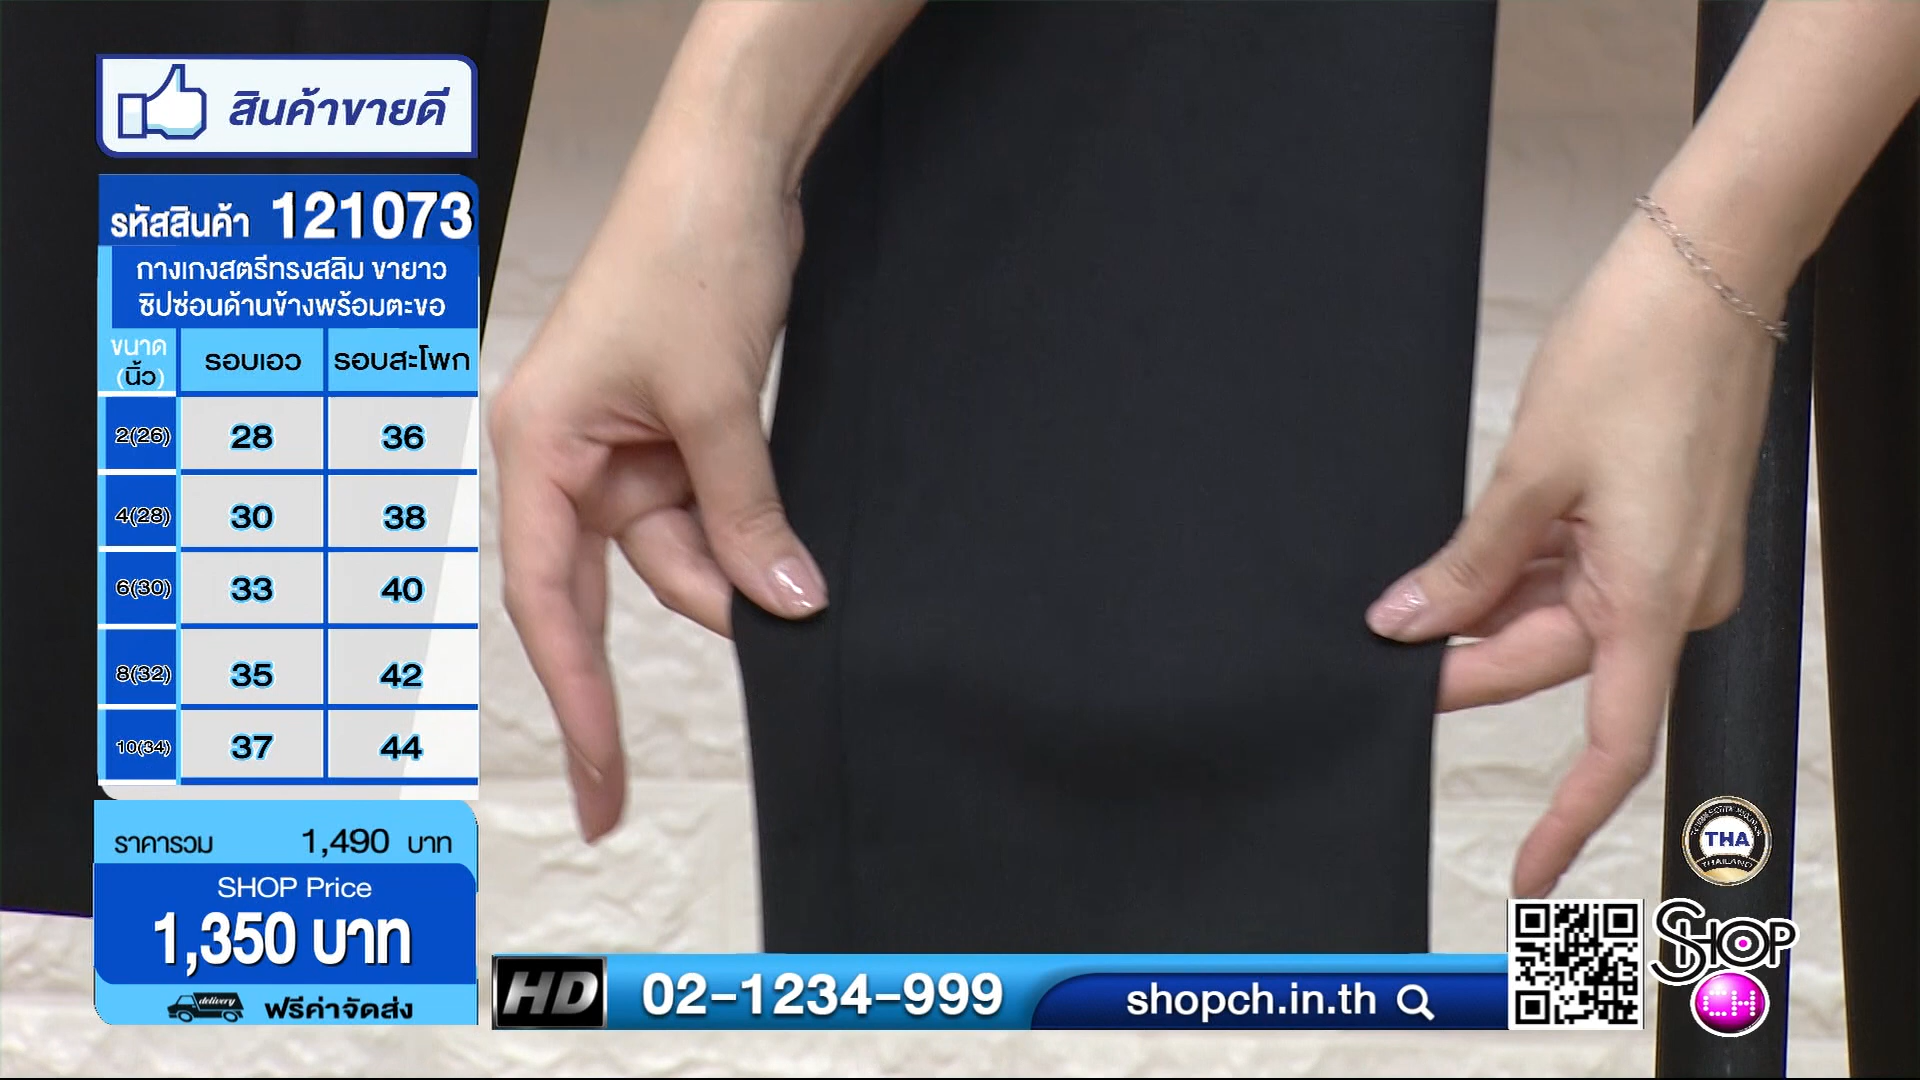 สินค้าขายดี
รหัสสินค้า 121073
กางเกงสตรีทรงสลิม ขายาว
ซิปซ่อนด้านข้างพร้อมตะขอ
ขนาด (นิ้ว) รอบเอว รอบสะโพก
2(26) 28 36
4(28) 30 38
6(30) 33 40
8(32) 35 42
10(34) 37 44
ราคารวม 1,490 บาท
SHOP Price
1,350 บาท
delivery ฟรีค่าจัดส่ง
HD 02-1234-999 shopch.in.th
THA
THAILAND
SHOP
CH